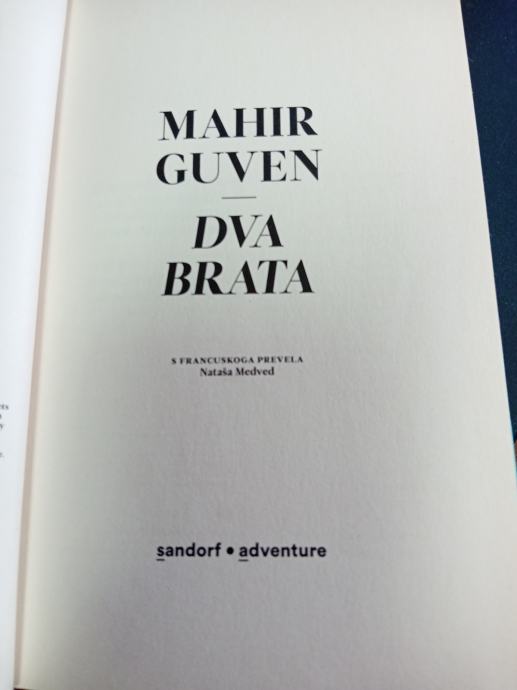 MAHIR
GUVEN
DVA
BRATA
S FRANCUSKOGA PREVELA
Nataša Medved
sandorf • adventure